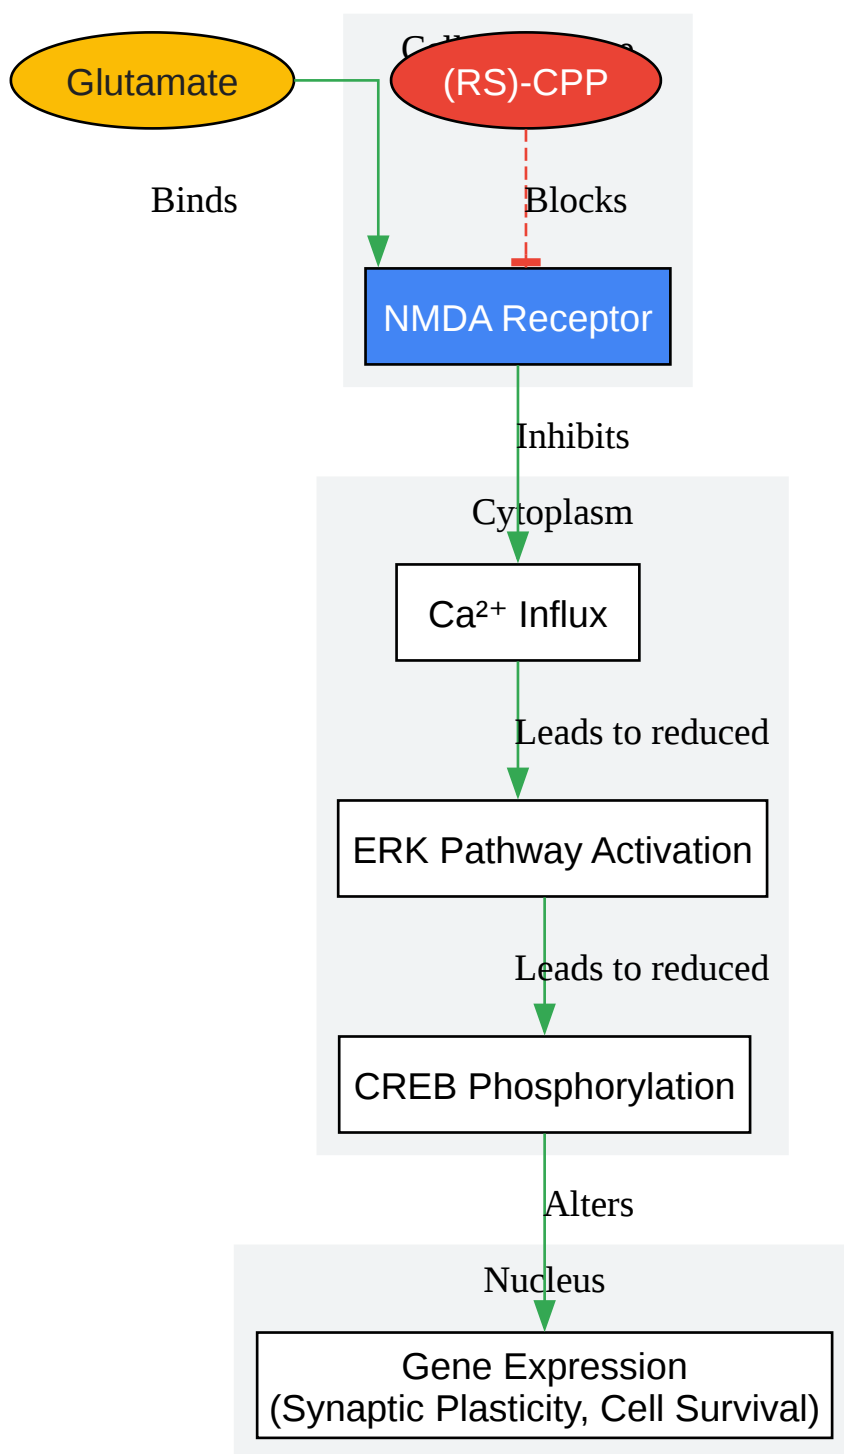 Glutamate
(RS)-CPP
Binds
Blocks
NMDA Receptor
Inhibits
Cytoplasm
Ca²⁺ Influx
Leads to reduced
ERK Pathway Activation
Leads to reduced
CREB Phosphorylation
Alters
Nucleus
Gene Expression
(Synaptic Plasticity, Cell Survival)